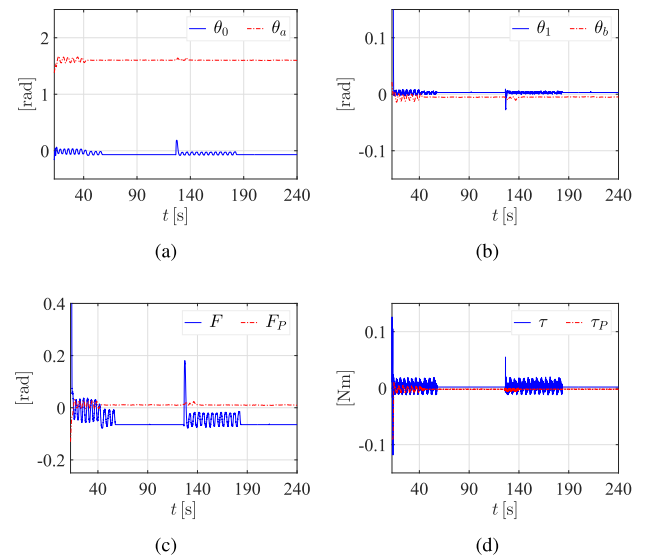 θ0 θa
2
1
0
[rad]
40 90 140 190 240
t [s]
(a)
θ1 θb
0.1
0
-0.1
[rad]
40 90 140 190 240
t [s]
(b)
F FP
0.4
0.2
0
-0.2
[rad]
40 90 140 190 240
t [s]
(c)
τ τP
0.1
0
-0.1
[Nm]
40 90 140 190 240
t [s]
(d)